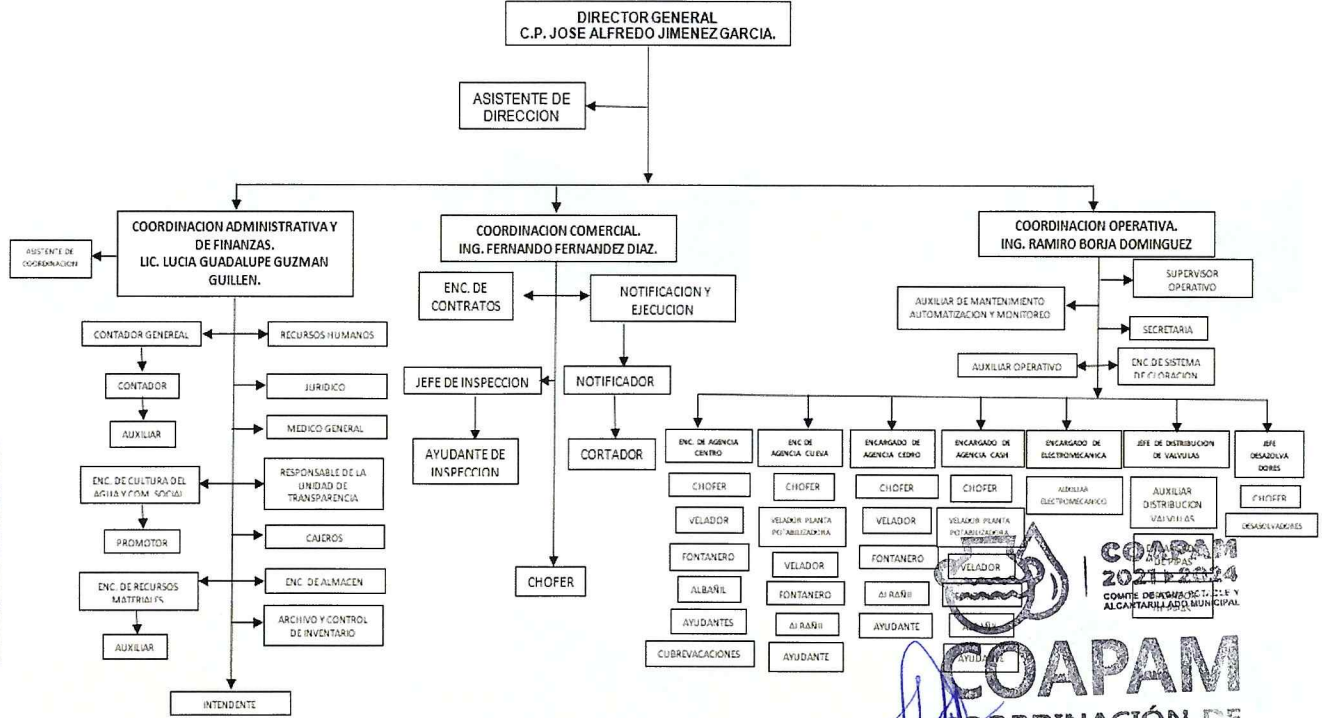 DIRECTOR GENERAL
C.P. JOSE ALFREDO JIMENEZ GARCIA.
ASISTENTE DE
DIRECCION
COORDINACION ADMINISTRATIVA Y
DE FINANZAS.
LIC. LUCIA GUADALUPE GUZMAN
GUILLEN.
COORDINACION COMERCIAL.
ING. FERNANDO FERNANDEZ DIAZ.
COORDINACION OPERATIVA.
ING. RAMIRO BORJA DOMINGUEZ
ASISTENTE DE
COORDINACION
CONTADOR GENEREAL
RECURSOS HUMANOS
CONTADOR
JURIDICO
AUXILIAR
MEDICO GENERAL
ENC. DE CULTURA DEL
AGUA Y COM. SOCIAL
RESPONSABLE DE LA
UNIDAD DE
TRANSPARENCIA
PROMOTOR
CAJEROS
ENC. DE RECURSOS
MATERIALES
ENC. DE ALMACEN
AUXILIAR
ARCHIVO Y CONTROL
DE INVENTARIO
INTENDENTE
ENC. DE
CONTRATOS
NOTIFICACION Y
EJECUCION
JEFE DE INSPECCION
NOTIFICADOR
AYUDANTE DE
INSPECCION
CORTADOR
CHOFER
SUPERVISOR
OPERATIVO
AUXILIAR DE MANTENIMIENTO
AUTOMATIZACION Y MONITOREO
SECRETARIA
AUXILIAR OPERATIVO
ENC DE SISTEMA
DE CLORACION
ENC. DE AGENCIA
CENTRO
CHOFER
VELADOR
FONTANERO
ALBAÑIL
AYUDANTES
CUBREVACACIONES
ENC DE
AGENCIA CUEVA
CHOFER
VELADOR PLANTA
POTABILIZADORA
VELADOR
FONTANERO
ALBAÑIL
AYUDANTE
ENCARGADO DE
AGENCIA CEDRO
CHOFER
VELADOR
FONTANERO
ALBAÑIL
AYUDANTE
ENCARGADO DE
AGENCIA CASH
CHOFER
VELADOR PLANTA
POTABILIZADORA
VELADOR
ALBAÑIL
AYUDANTE
ENCARGADO DE
ELECTROMECANICA
AUXILIAR
ELECTROMECANICO
JEFE DE DISTRIBUCION
DE VALVULAS
AUXILIAR
DISTRIBUCION
VALVULAS
DE PIPAS
DE PIPAS
JEFE
DESAZOLVA
DORES
CHOFER
DESASOLVADORES
COAPAM
2021 2024
COMITE DE AGUA POTABLE Y
ALCANTARILLADO MUNICIPAL
COAPAM
COORDINACIÓN DE